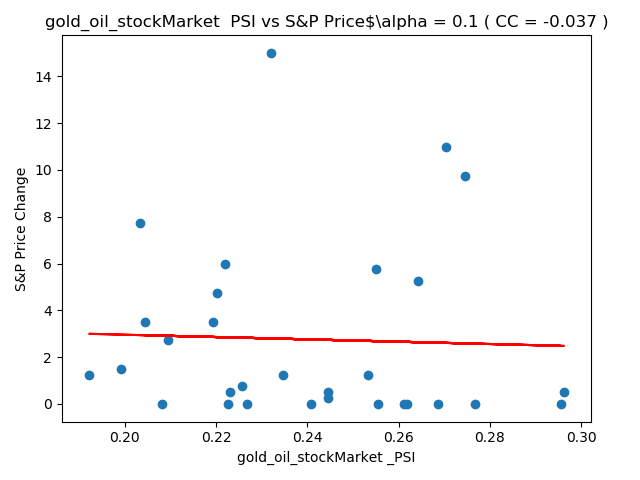 gold_oil_stockMarket  PSI vs S&P Price$\alpha = 0.1 ( CC = -0.037 )
14
12
10
8
6
4
2
0
S&P Price Change
0.20 0.22 0.24 0.26 0.28 0.30
gold_oil_stockMarket _PSI